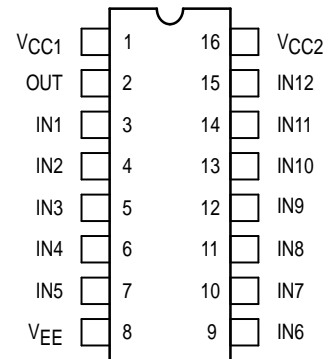 VCC1 1 16 VCC2
OUT 2 15 IN12
IN1 3 14 IN11
IN2 4 13 IN10
IN3 5 12 IN9
IN4 6 11 IN8
IN5 7 10 IN7
VEE 8 9 IN6